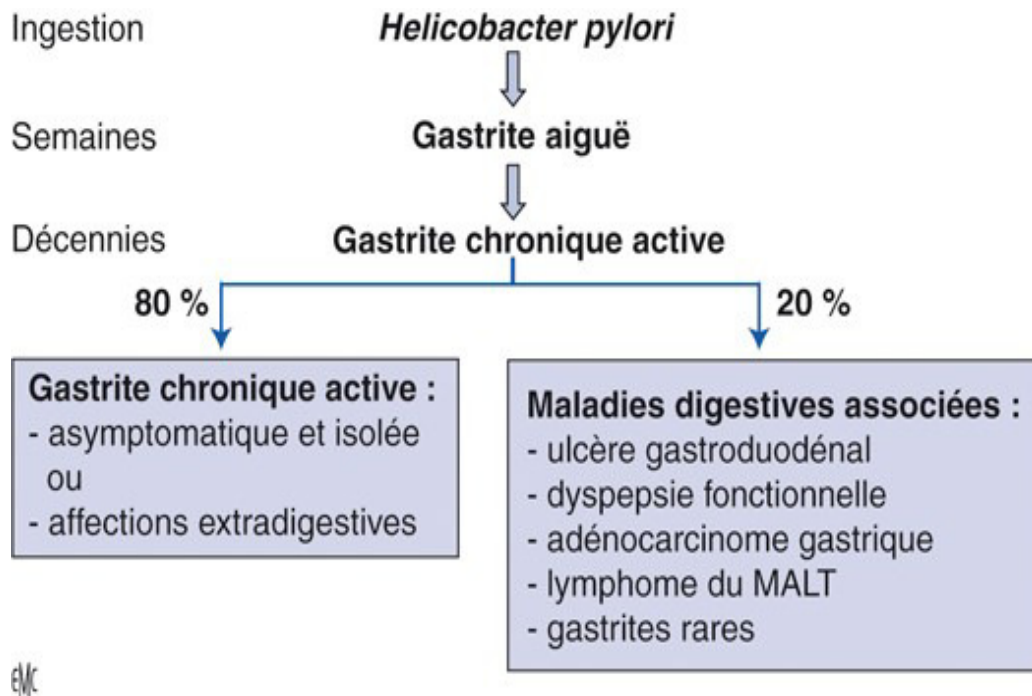 Ingestion Helicobacter pylori
Semaines Gastrite aiguë
Décennies Gastrite chronique active
80 % 20 %
Gastrite chronique active :
- asymptomatique et isolée
ou
- affections extradigestives
Maladies digestives associées :
- ulcère gastroduodénal
- dyspepsie fonctionnelle
- adénocarcinome gastrique
- lymphome du MALT
- gastrites rares
EMC